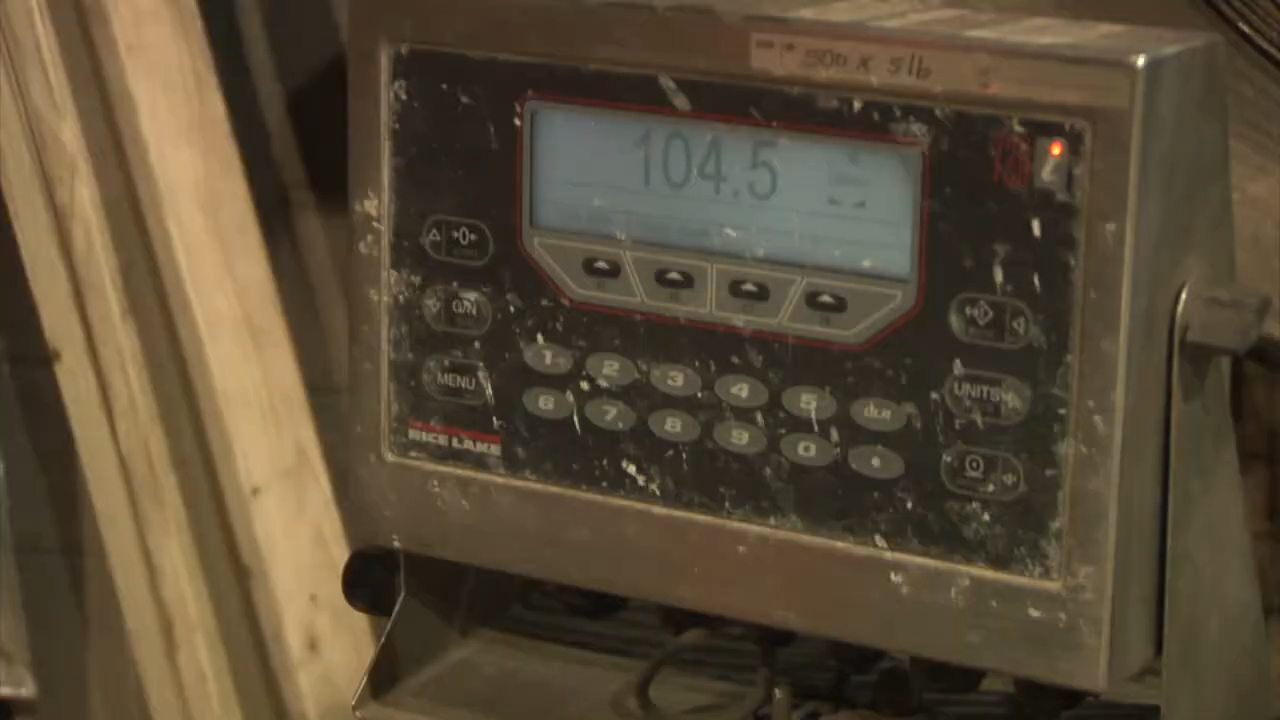 500 x 5lb
104.5
→0←
G/N
MENU
UNITS
1 2 3 4 5 clr
6 7 8 9 0
RICE LAKE